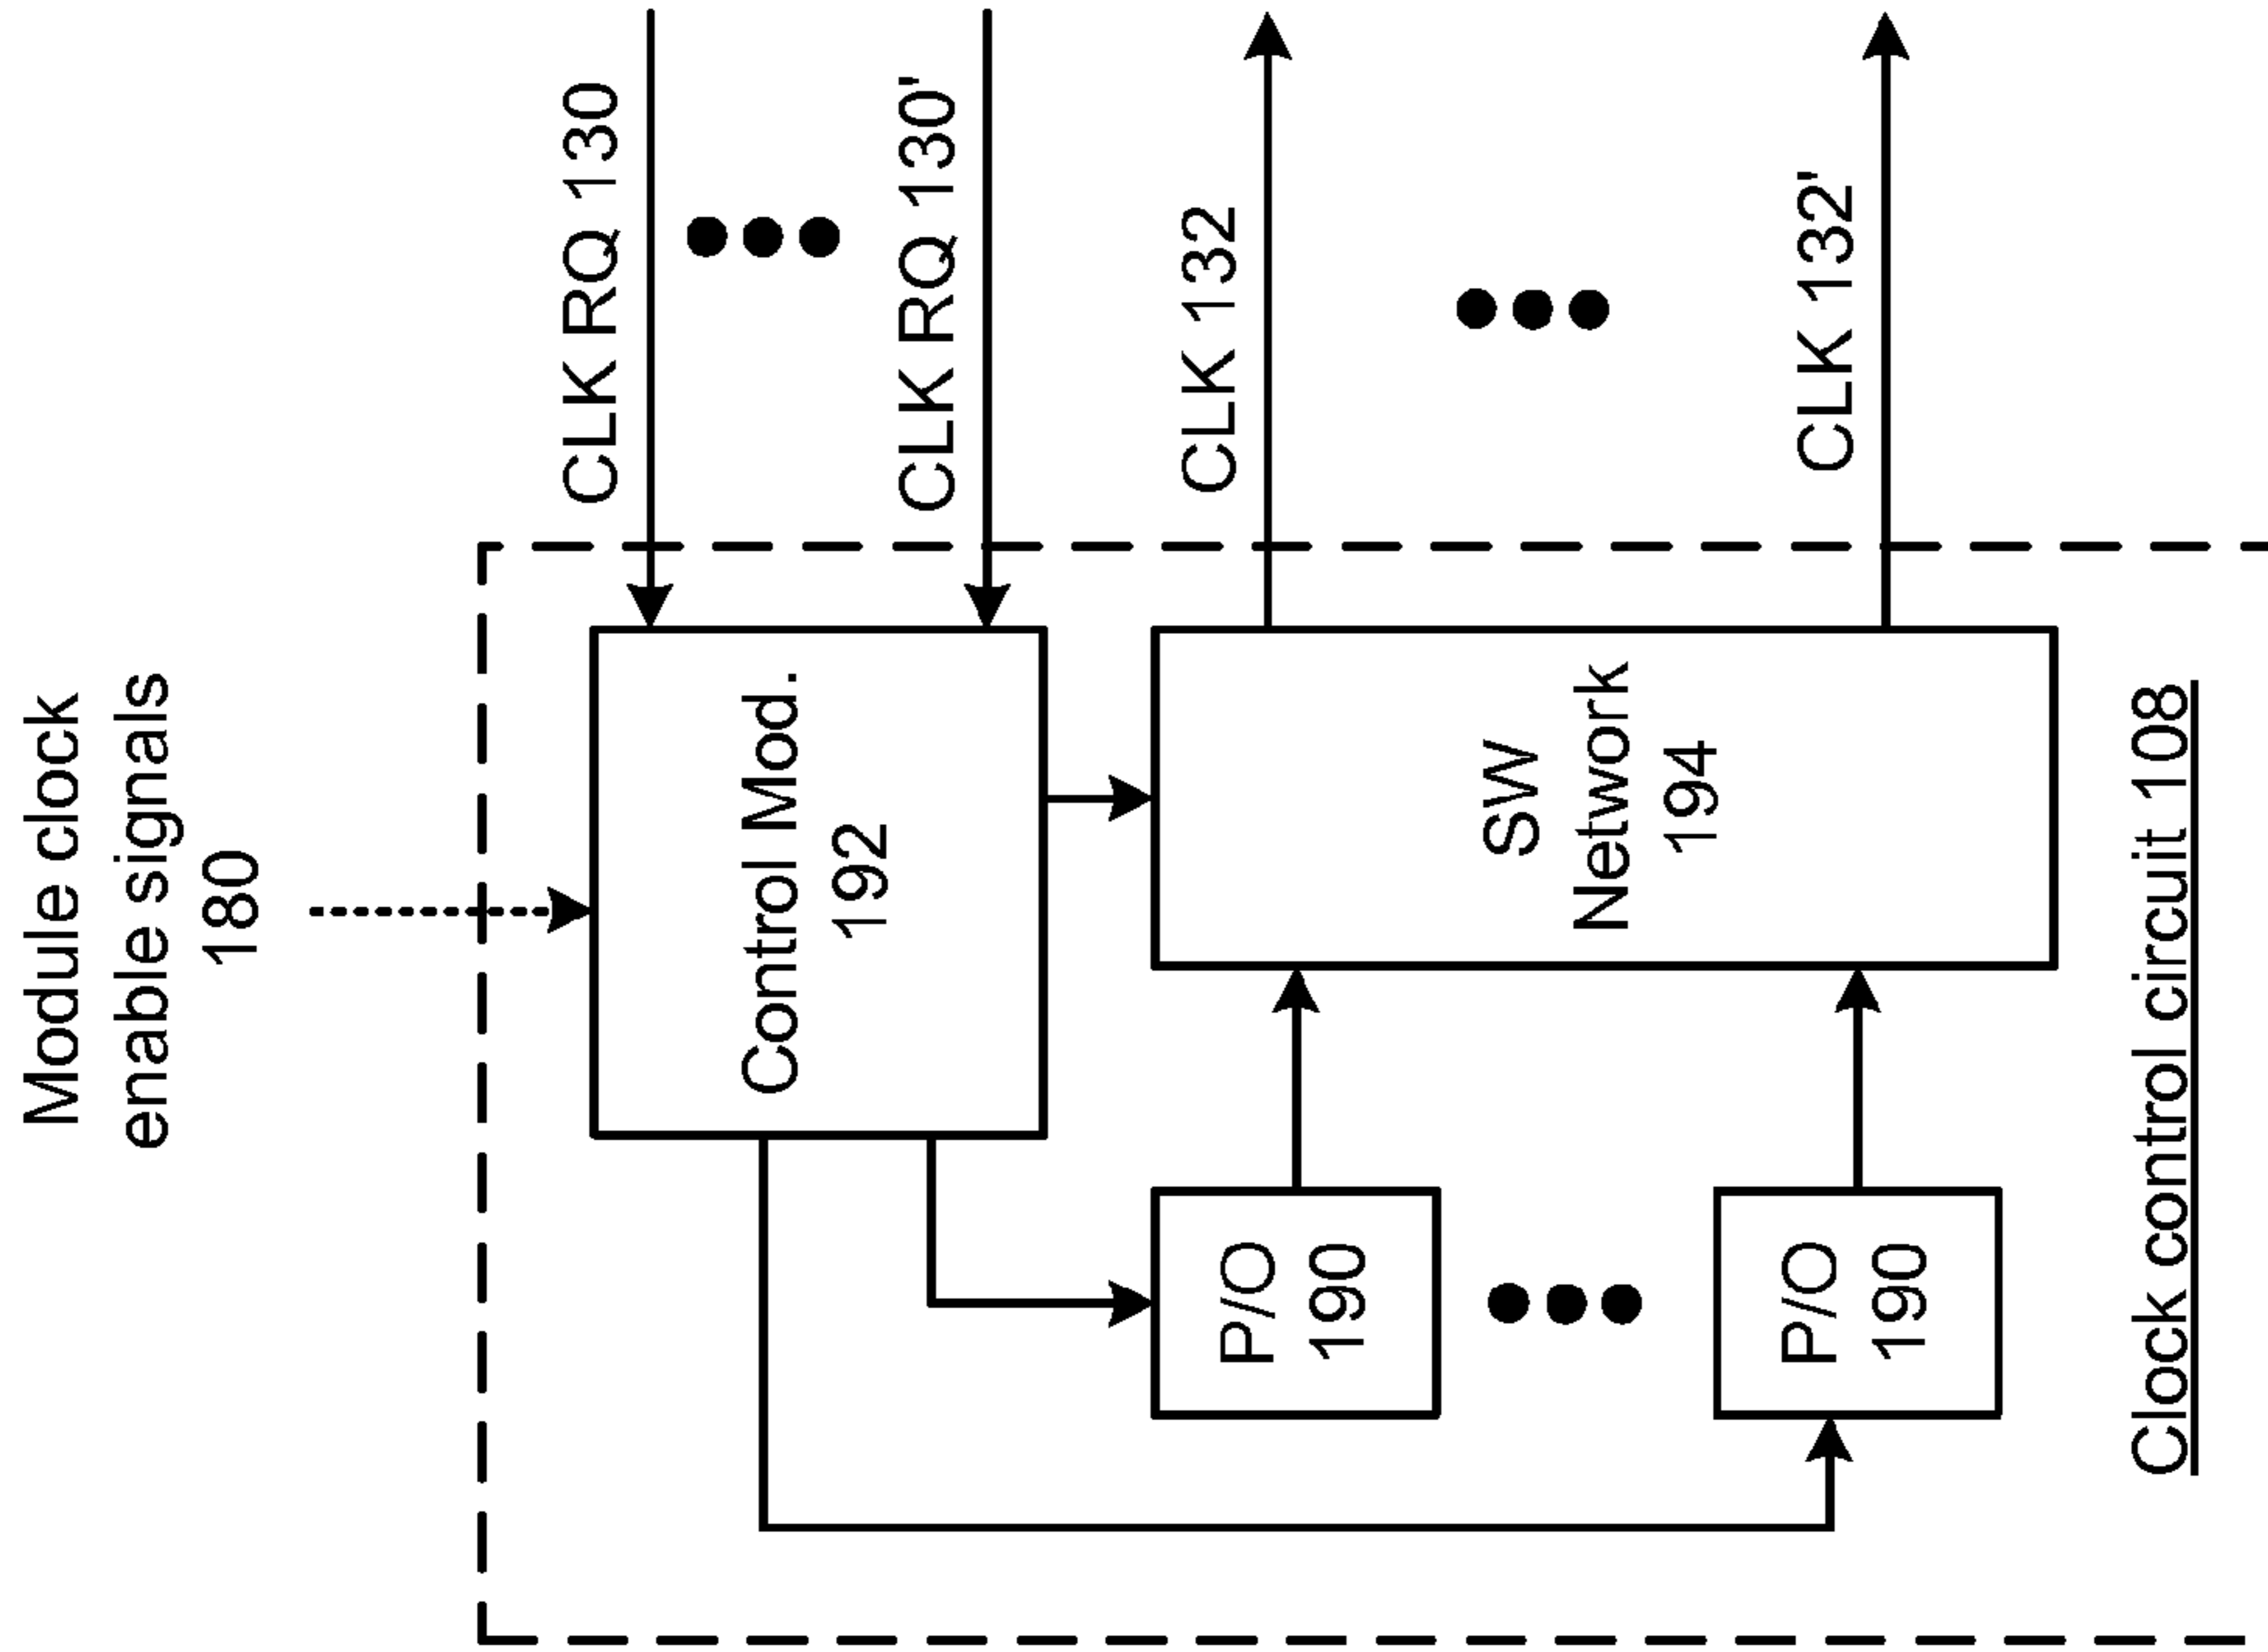 Module clock
enable signals
180
CLK RQ 130
CLK RQ 130'
CLK 132
CLK 132'
Control Mod.
192
SW
Network
194
P/O
190
P/O
190
Clock control circuit 108